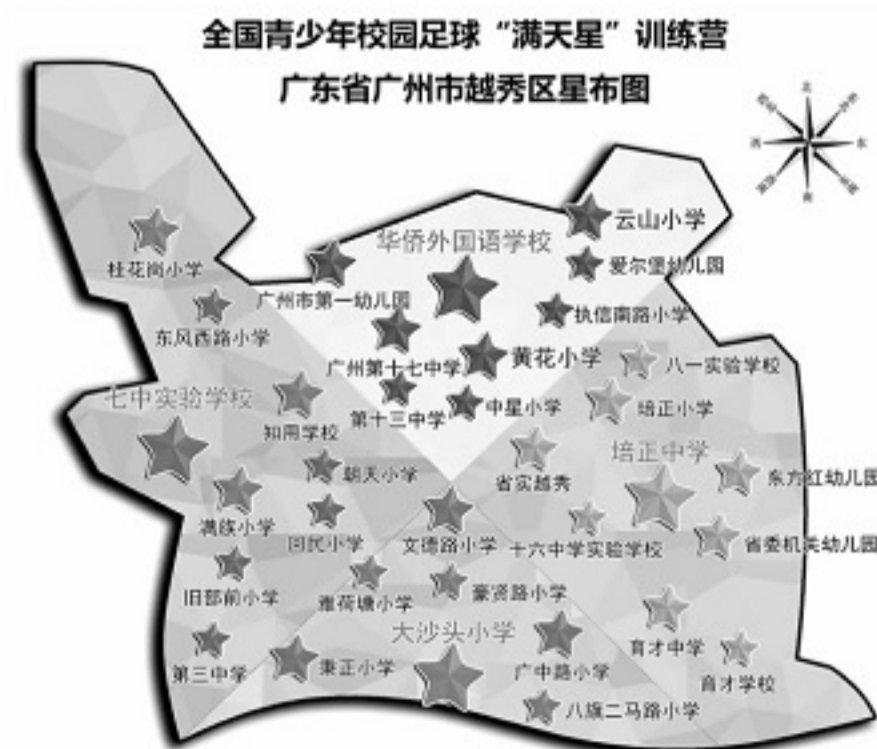 全国青少年校园足球“满天星”训练营
广东省广州市越秀区星布图
北
西
东
南
云山小学
华侨外国语学校
爱尔堡幼儿园
桂花岗小学
广州市第一幼儿园
执信南路小学
东风西路小学
黄花小学
广州第十七中学
八一实验学校
七中实验学校
第十三中学
中星小学
培正小学
知用学校
培正中学
朝天小学
省实越秀
东方红幼儿园
满族小学
回民小学
文德路小学
十六中学实验学校
省委机关幼儿园
旧部前小学
雅荷塘小学
豪贤路小学
大沙头小学
育才中学
第三中学
秉正小学
广中路小学
育才学校
八旗二马路小学